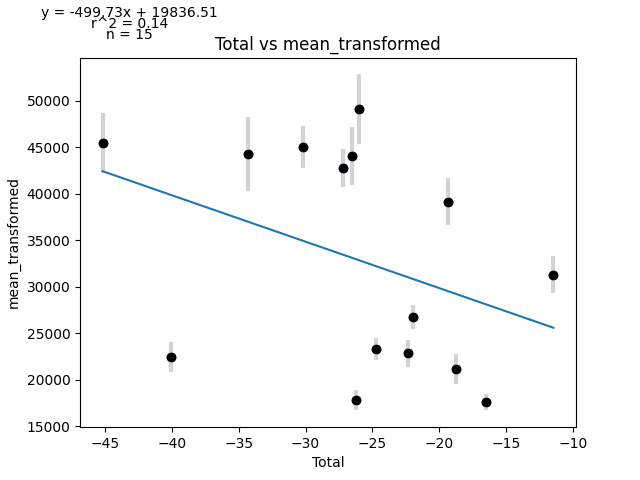 y = -499.73x + 19836.51
r^2 = 0.14
n = 15
Total vs mean_transformed
mean_transformed
50000
45000
40000
35000
30000
25000
20000
15000
−45
−40
−35
−30
−25
−20
−15
−10
Total